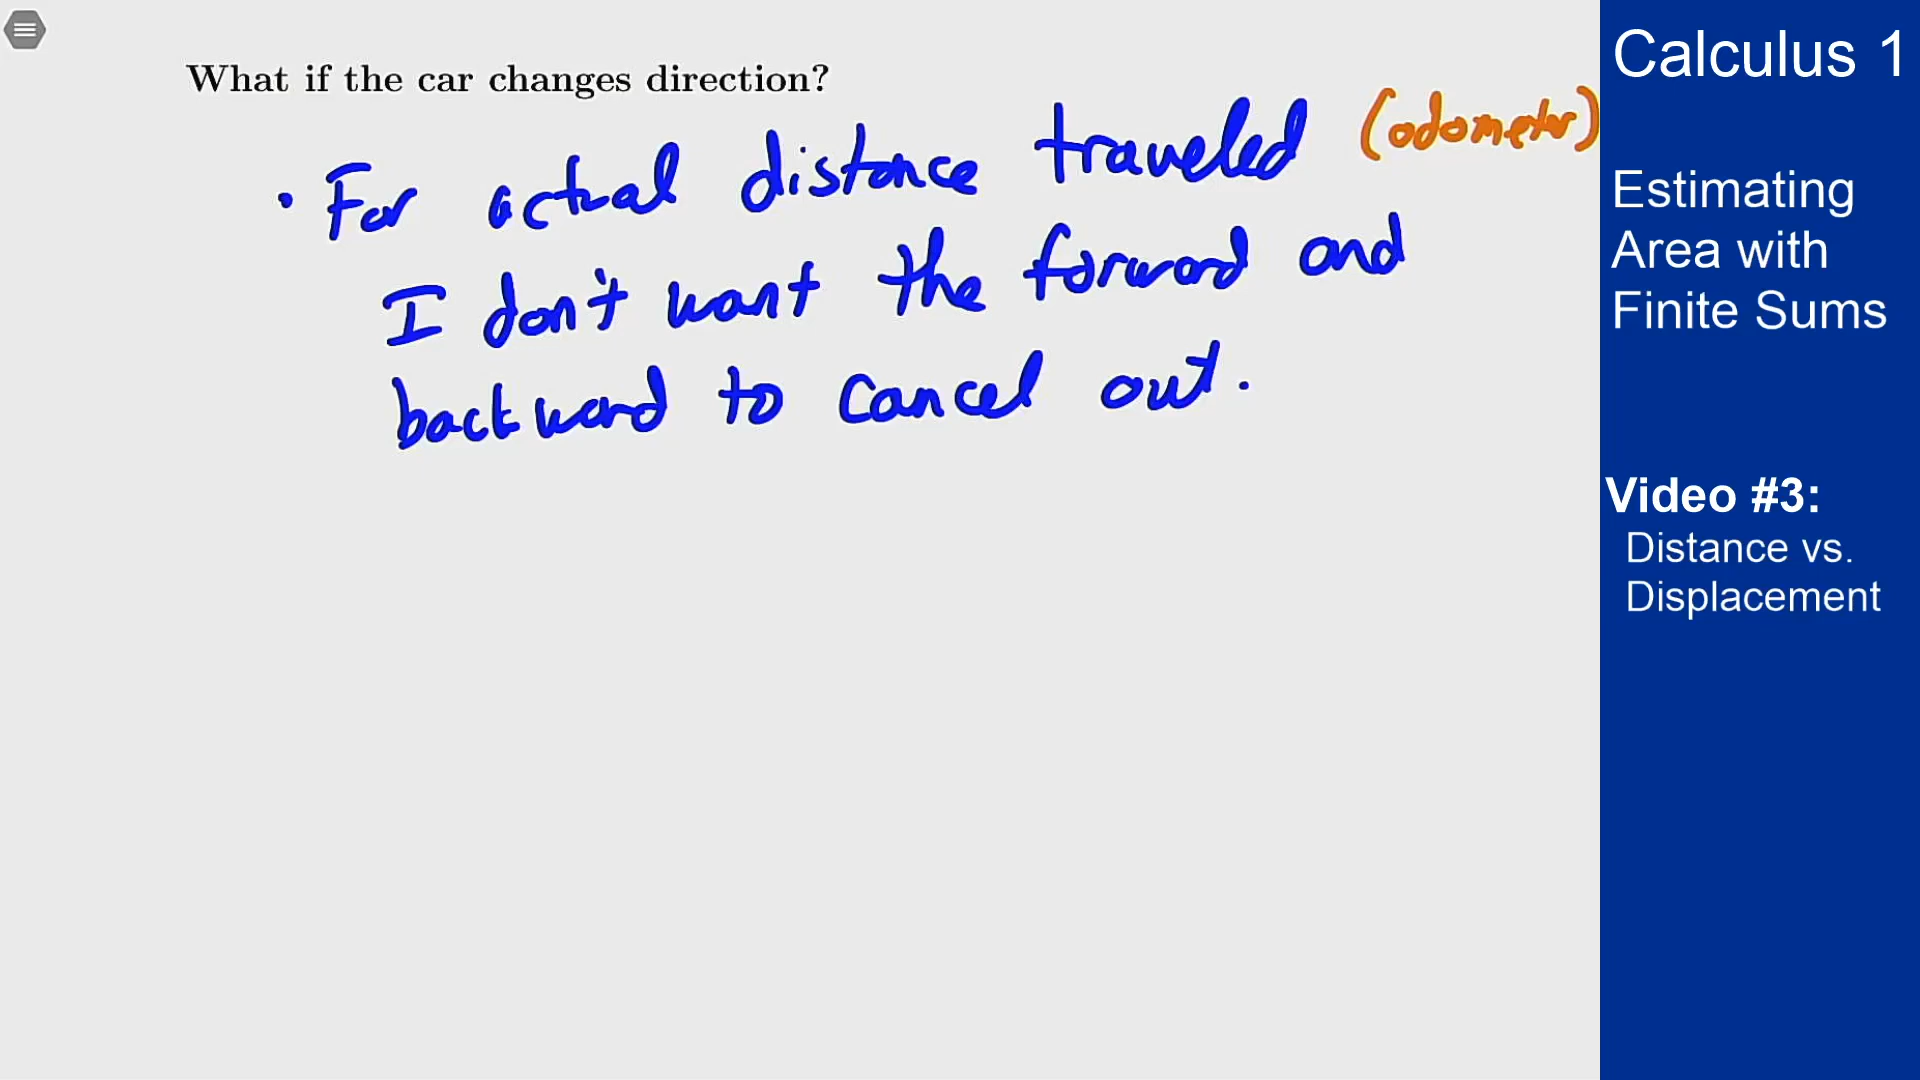 What if the car changes direction?
· For actual distance traveled (odometer)
I don't want the forward and
backward to cancel out.
Calculus 1
Estimating
Area with
Finite Sums
Video #3:
Distance vs.
Displacement